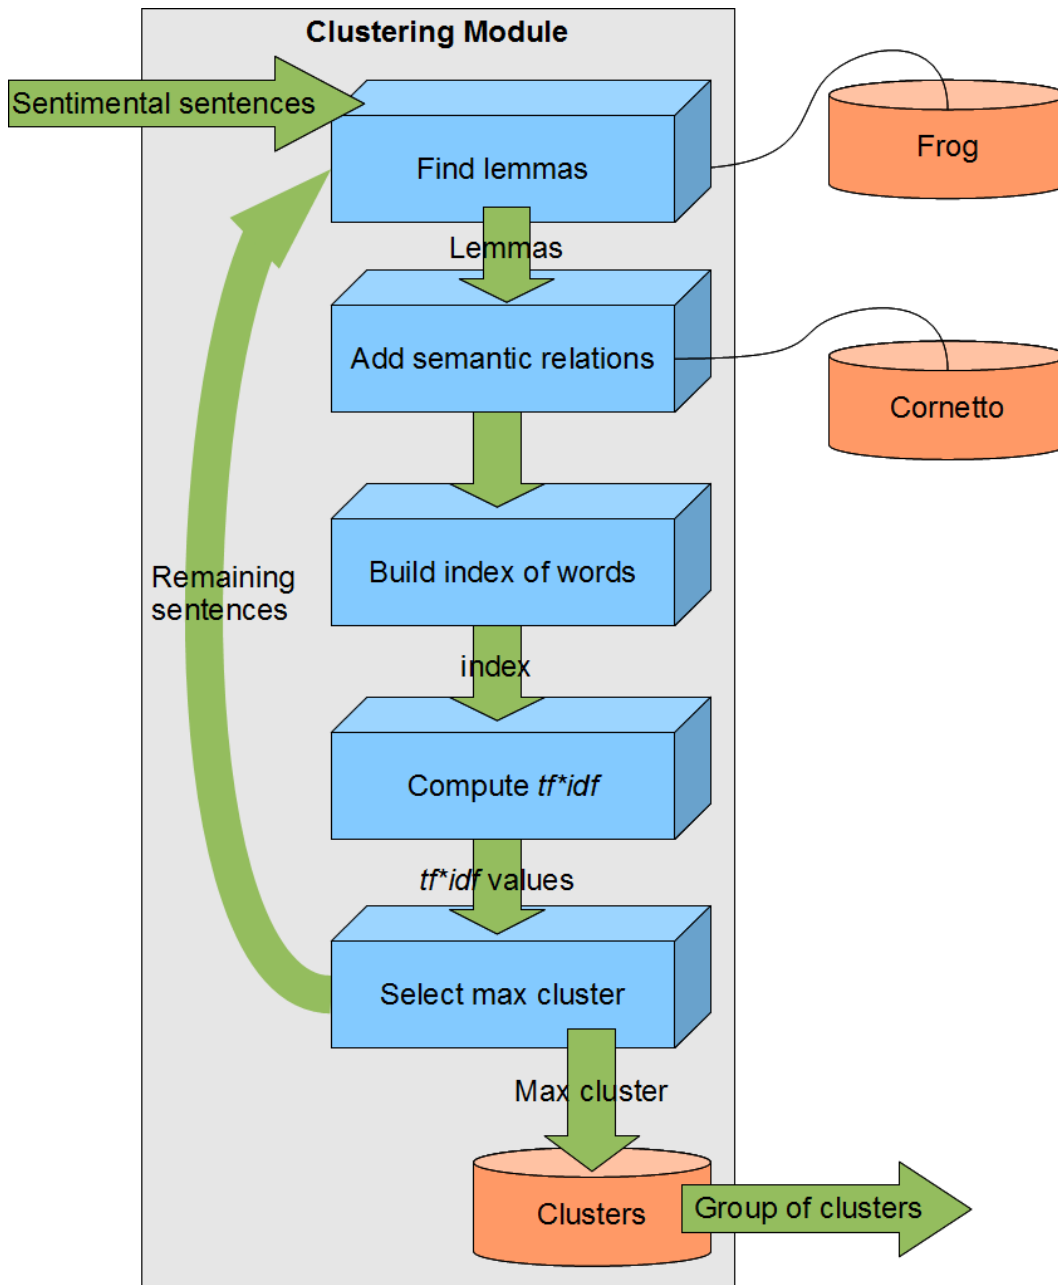 Clustering Module
Sentimental sentences
Find lemmas
Frog
Lemmas
Add semantic relations
Cornetto
Build index of words
Remaining
sentences
index
Compute tf*idf
tf*idf values
Select max cluster
Max cluster
Clusters
Group of clusters